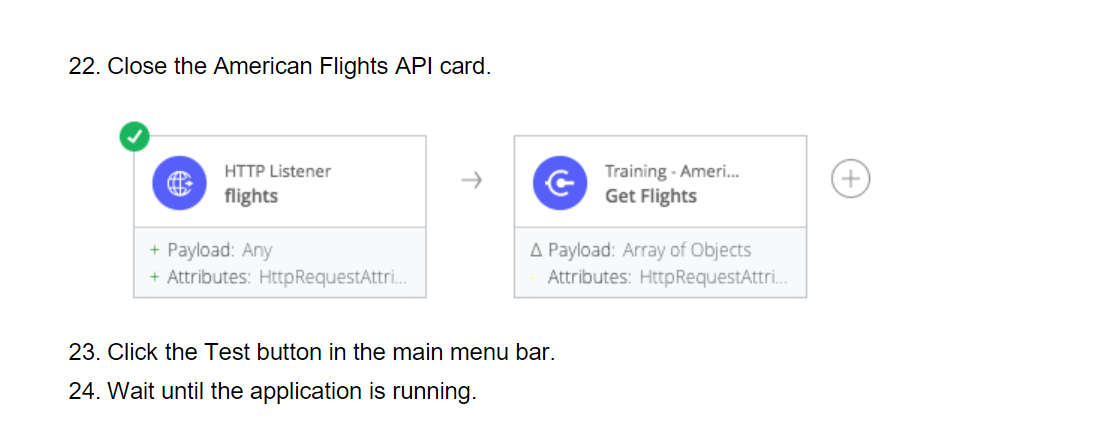 22. Close the American Flights API card.
HTTP Listener
flights
+ Payload: Any
+ Attributes: HttpRequestAttri...
Training - Ameri...
Get Flights
Δ Payload: Array of Objects
Attributes: HttpRequestAttri...
23. Click the Test button in the main menu bar.
24. Wait until the application is running.